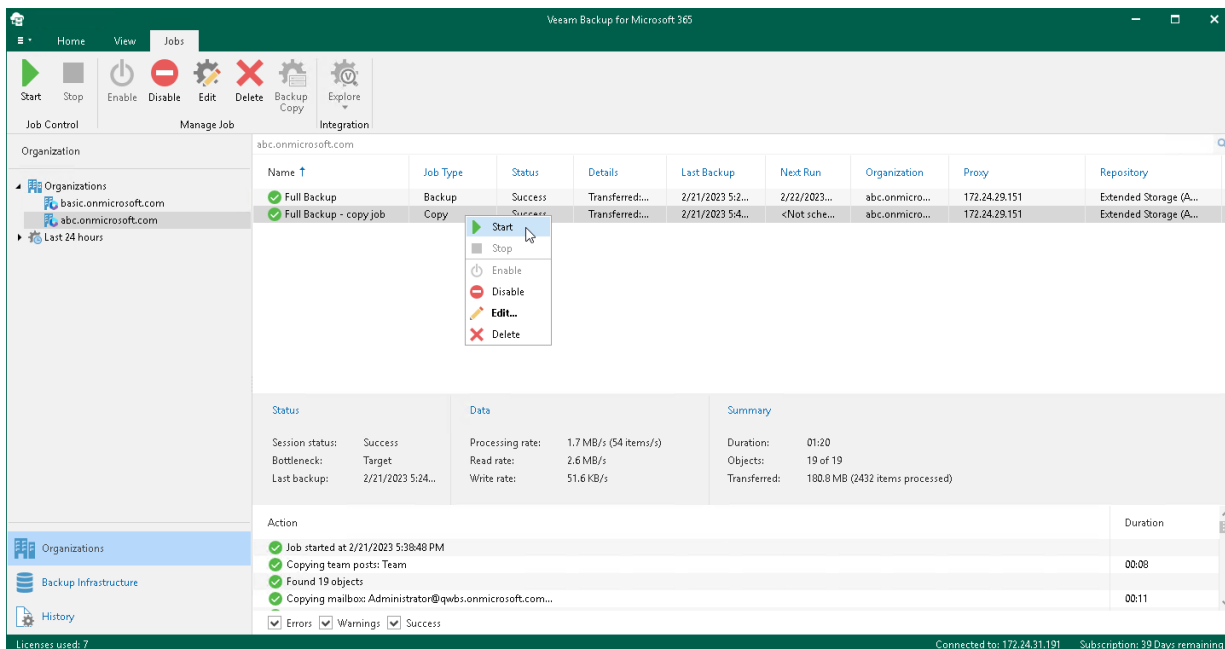 Veeam Backup for Microsoft 365
Home View Jobs
Start Stop Enable Disable Edit Delete Backup Copy Explore
Job Control Manage Job Integration
Organization
Organizations
basic.onmicrosoft.com
abc.onmicrosoft.com
Last 24 hours
abc.onmicrosoft.com
Name Job Type Status Details Last Backup Next Run Organization Proxy Repository
Full Backup Backup Success Transferred:... 2/21/2023 5:2... 2/22/2023... abc.onmicro... 172.24.29.151 Extended Storage (A...
Full Backup - copy job Copy Success Transferred:... 2/21/2023 5:4... <Not sche... abc.onmicro... 172.24.29.151 Extended Storage (A...
Start
Stop
Enable
Disable
Edit...
Delete
Status Data Summary
Session status: Success Processing rate: 1.7 MB/s (54 items/s) Duration: 01:20
Bottleneck: Target Read rate: 2.6 MB/s Objects: 19 of 19
Last backup: 2/21/2023 5:24... Write rate: 51.6 KB/s Transferred: 180.8 MB (2432 items processed)
Action Duration
Job started at 2/21/2023 5:38:48 PM
Copying team posts: Team 00:08
Found 19 objects
Copying mailbox: Administrator@qwbs.onmicrosoft.com... 00:11
Errors Warnings Success
Organizations
Backup Infrastructure
History
Licenses used: 7 Connected to: 172.24.31.191 Subscription: 39 Days remaining